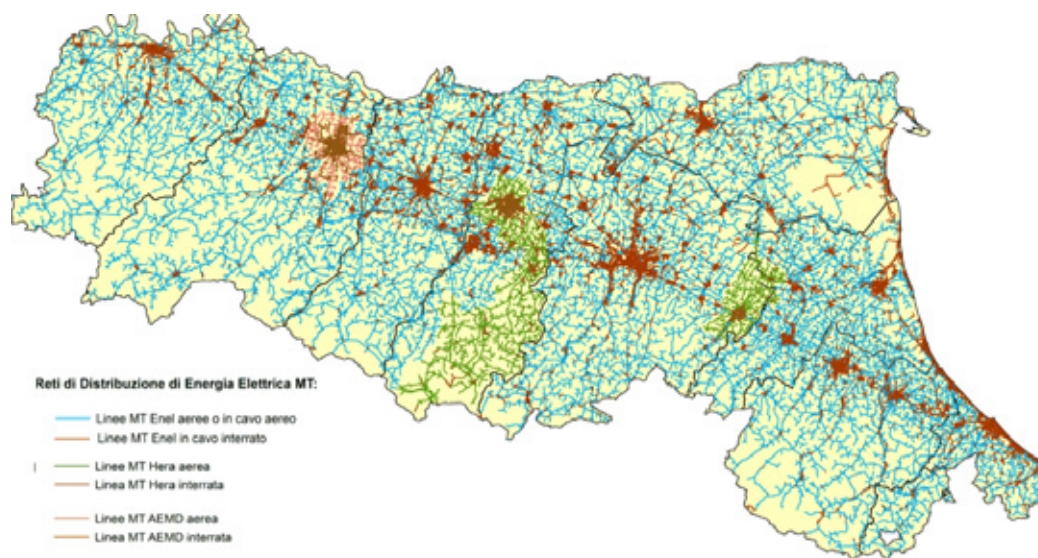 Reti di Distribuzione di Energia Elettrica MT:
Linee MT Enel aeree o in cavo aereo
Linee MT Enel in cavo interrato
Linee MT Hera aerea
Linea MT Hera interrata
Linee MT AEMD aerea
Linea MT AEMD interrata